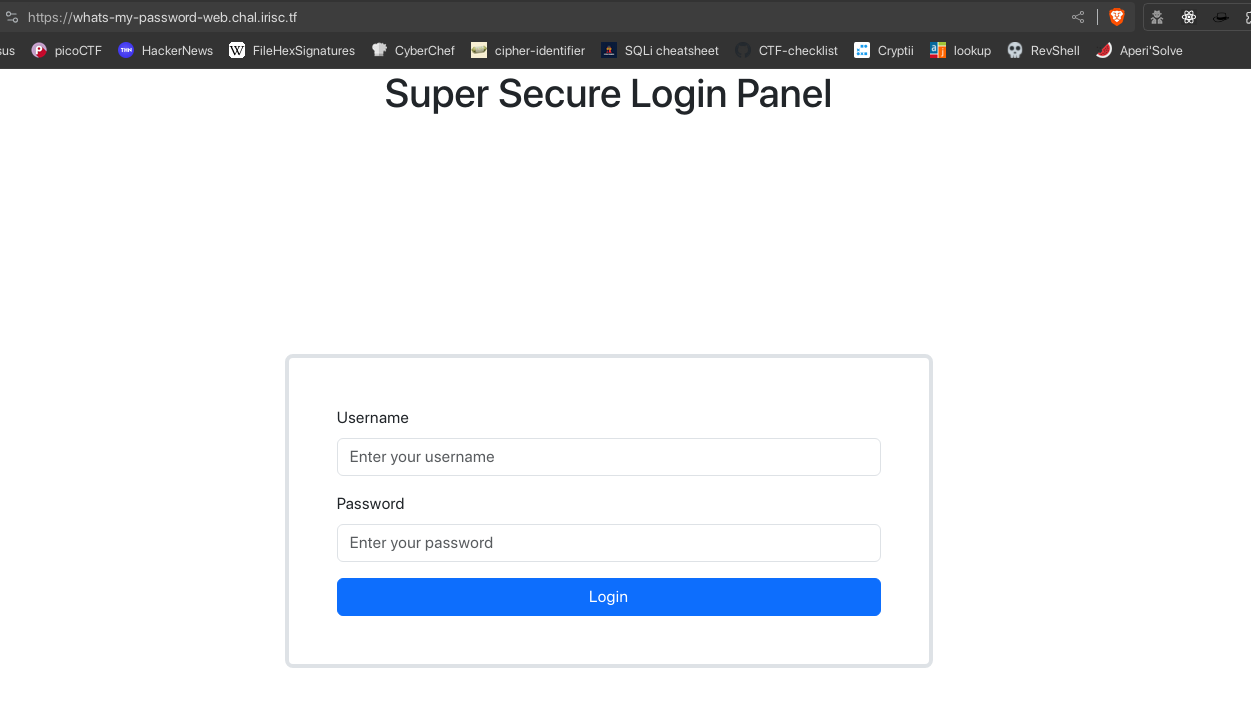 https://whats-my-password-web.chal.irisc.tf
sus picoCTF HackerNews FileHexSignatures CyberChef cipher-identifier SQLi cheatsheet CTF-checklist Cryptii lookup RevShell Aperi'Solve
Super Secure Login Panel
Username
Enter your username
Password
Enter your password
Login